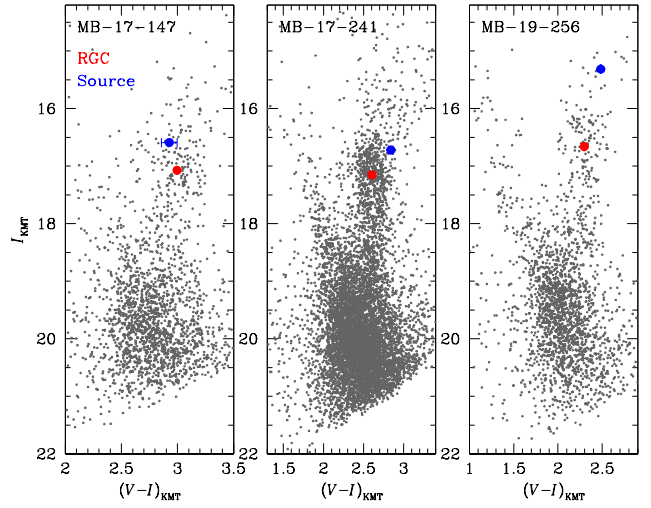 MB-17-147
RGC
Source
MB-17-241
MB-19-256
I_KMT
16
18
20
22
2 2.5 3 3.5
(V-I)_KMT
16
18
20
22
1.5 2 2.5 3
(V-I)_KMT
16
18
20
22
1 1.5 2 2.5
(V-I)_KMT